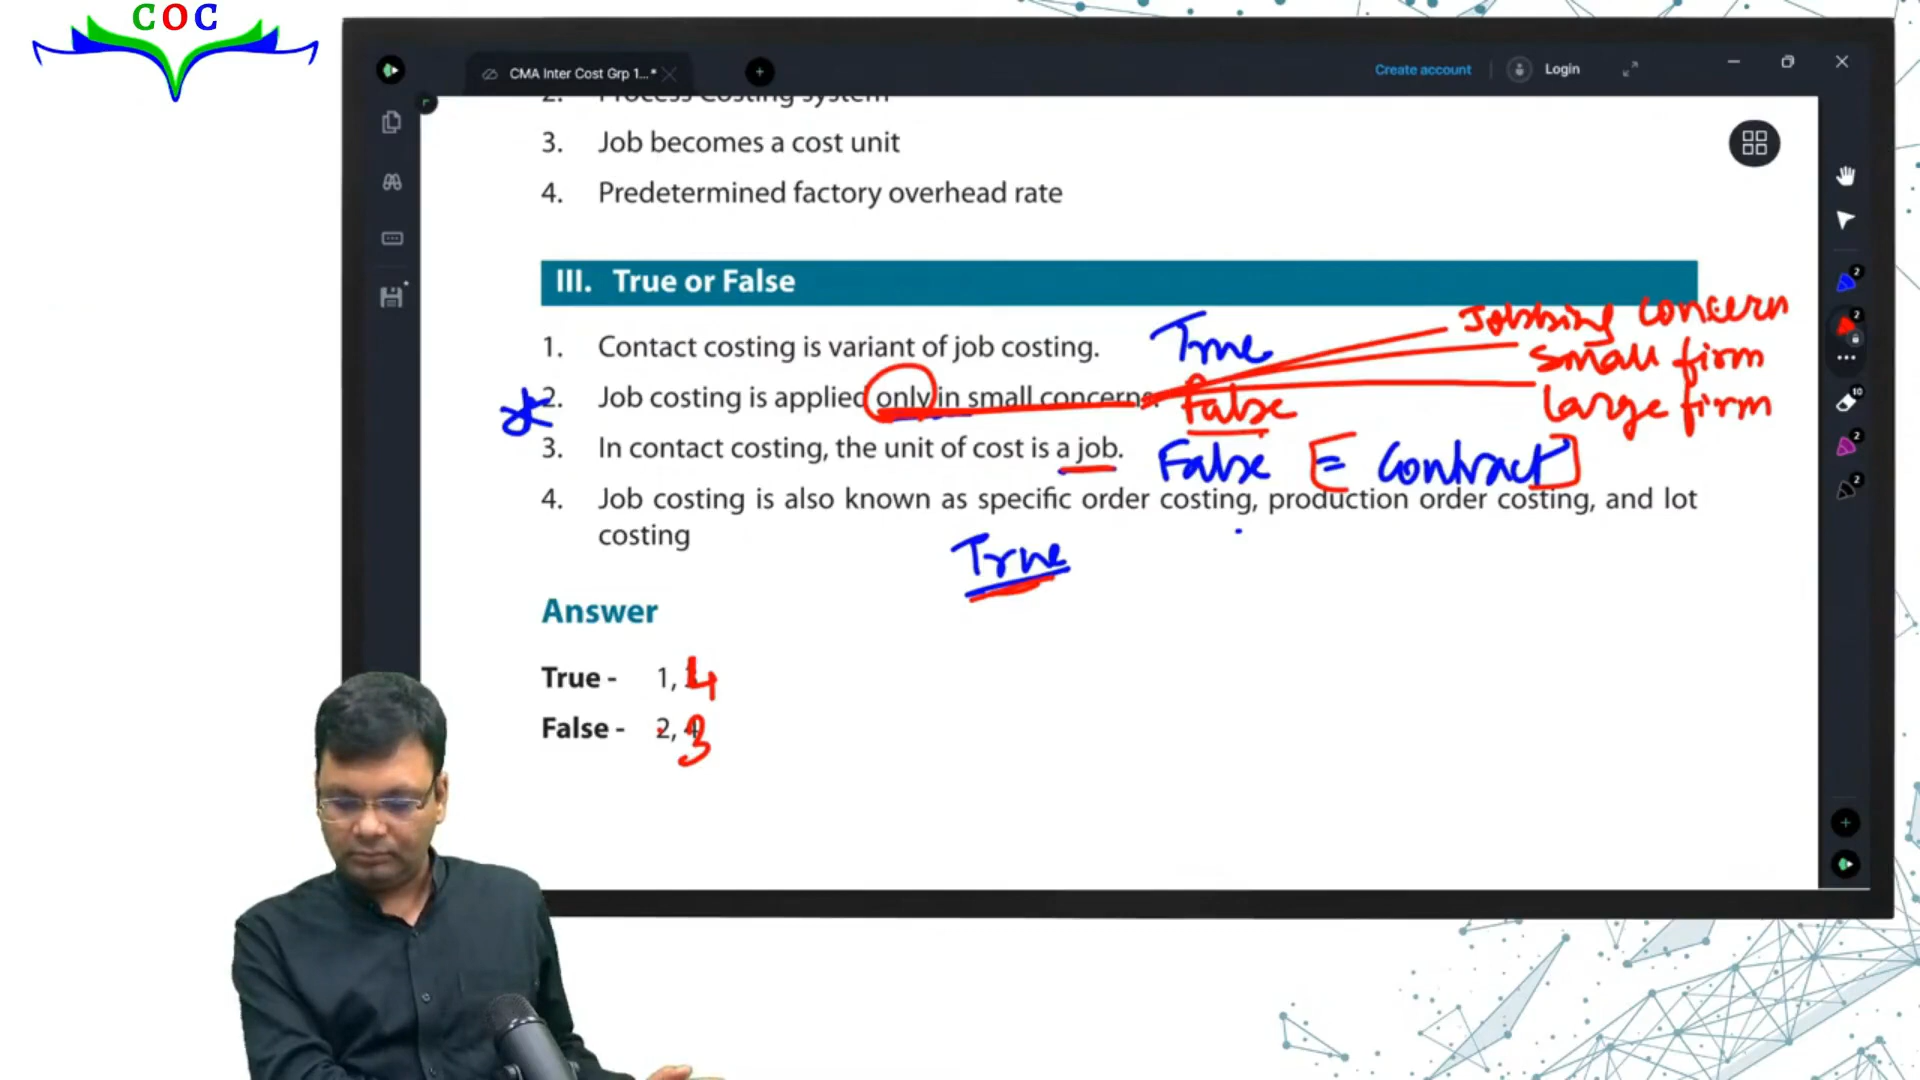 COC
CMA Inter Cost Grp 1...*
Create account
Login
2. Process Costing system
3. Job becomes a cost unit
4. Predetermined factory overhead rate
III. True or False
1. Contact costing is variant of job costing. True
Jobbing concern
small firm
2. Job costing is applied only in small concerns. False
large firm
3. In contact costing, the unit of cost is a job. False [= Contract]
4. Job costing is also known as specific order costing, production order costing, and lot
costing
True
Answer
True - 1, 4
False - 2, 3